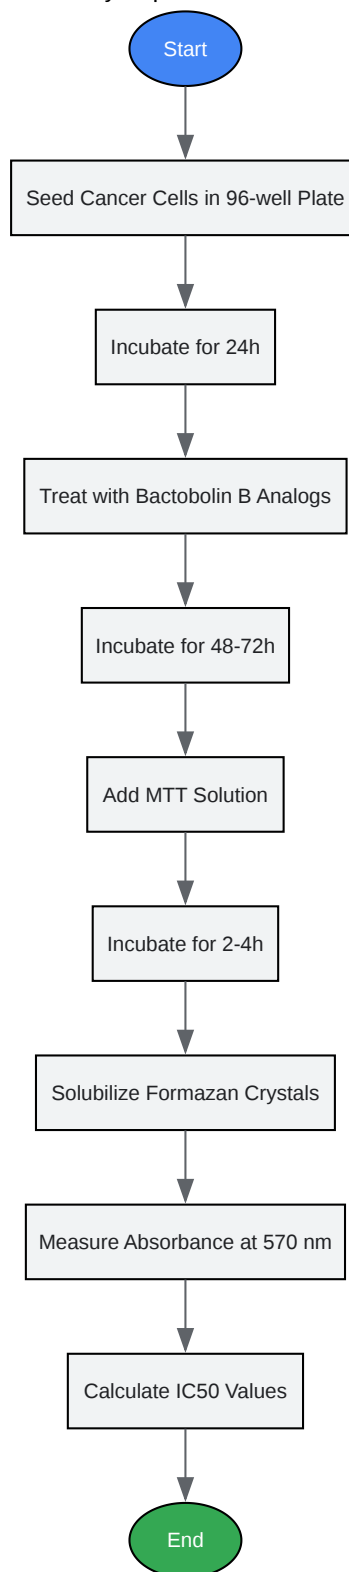 Start
Seed Cancer Cells in 96-well Plate
Incubate for 24h
Treat with Bactobolin B Analogs
Incubate for 48-72h
Add MTT Solution
Incubate for 2-4h
Solubilize Formazan Crystals
Measure Absorbance at 570 nm
Calculate IC50 Values
End